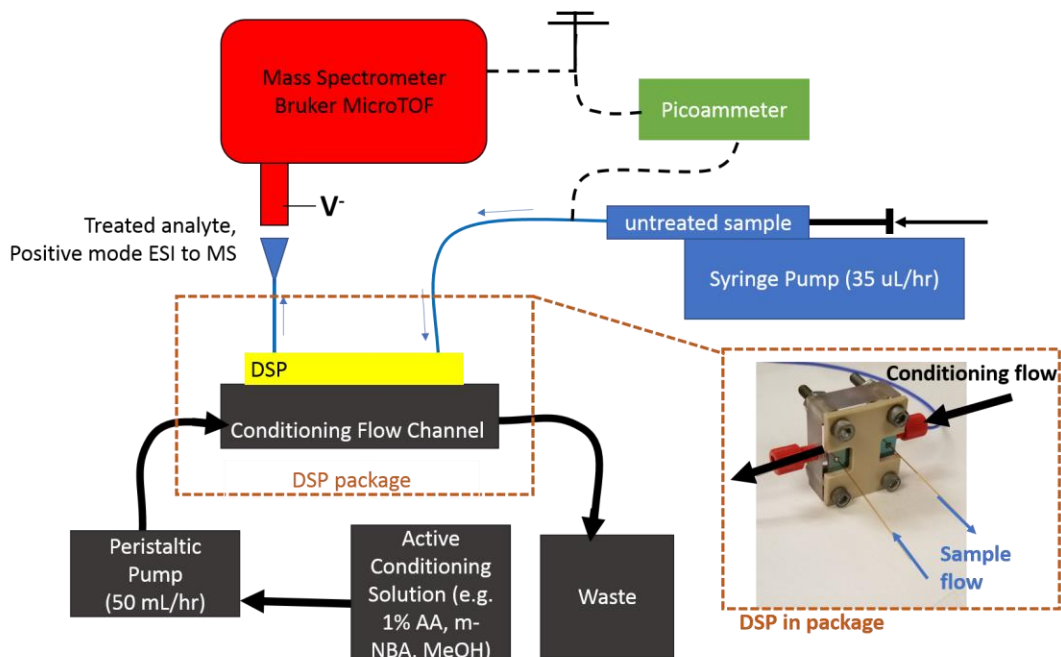 Mass Spectrometer
Bruker MicroTOF
Picoammeter
V-
Treated analyte,
Positive mode ESI to MS
untreated sample
Syringe Pump (35 uL/hr)
DSP
Conditioning Flow Channel
DSP package
Conditioning flow
Sample
flow
DSP in package
Peristaltic
Pump
(50 mL/hr)
Active
Conditioning
Solution (e.g.
1% AA, m-
NBA, MeOH)
Waste